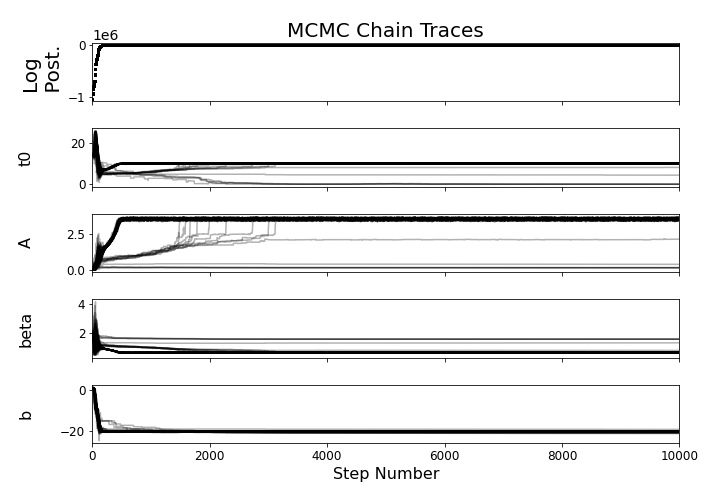 MCMC Chain Traces
1e6
Log
Post.
0
−1
t0
20
0
A
2.5
0.0
beta
4
2
b
0
−20
0 2000 4000 6000 8000 10000
Step Number